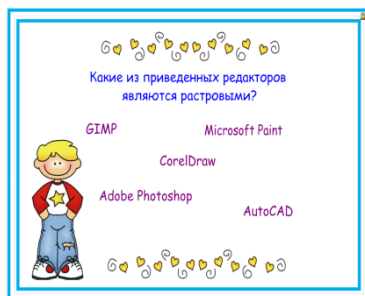 Какие из приведенных редакторов
являются растровыми?
GIMP
Microsoft Paint
CorelDraw
Adobe Photoshop
AutoCAD